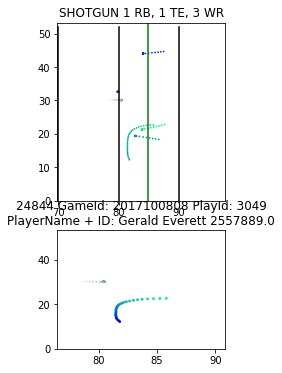 SHOTGUN 1 RB, 1 TE, 3 WR
50
40
30
20
10
0
70 80 90
24844 GameId: 2017100808 PlayId: 3049
PlayerName + ID: Gerald Everett 2557889.0
40
20
0
80 85 90